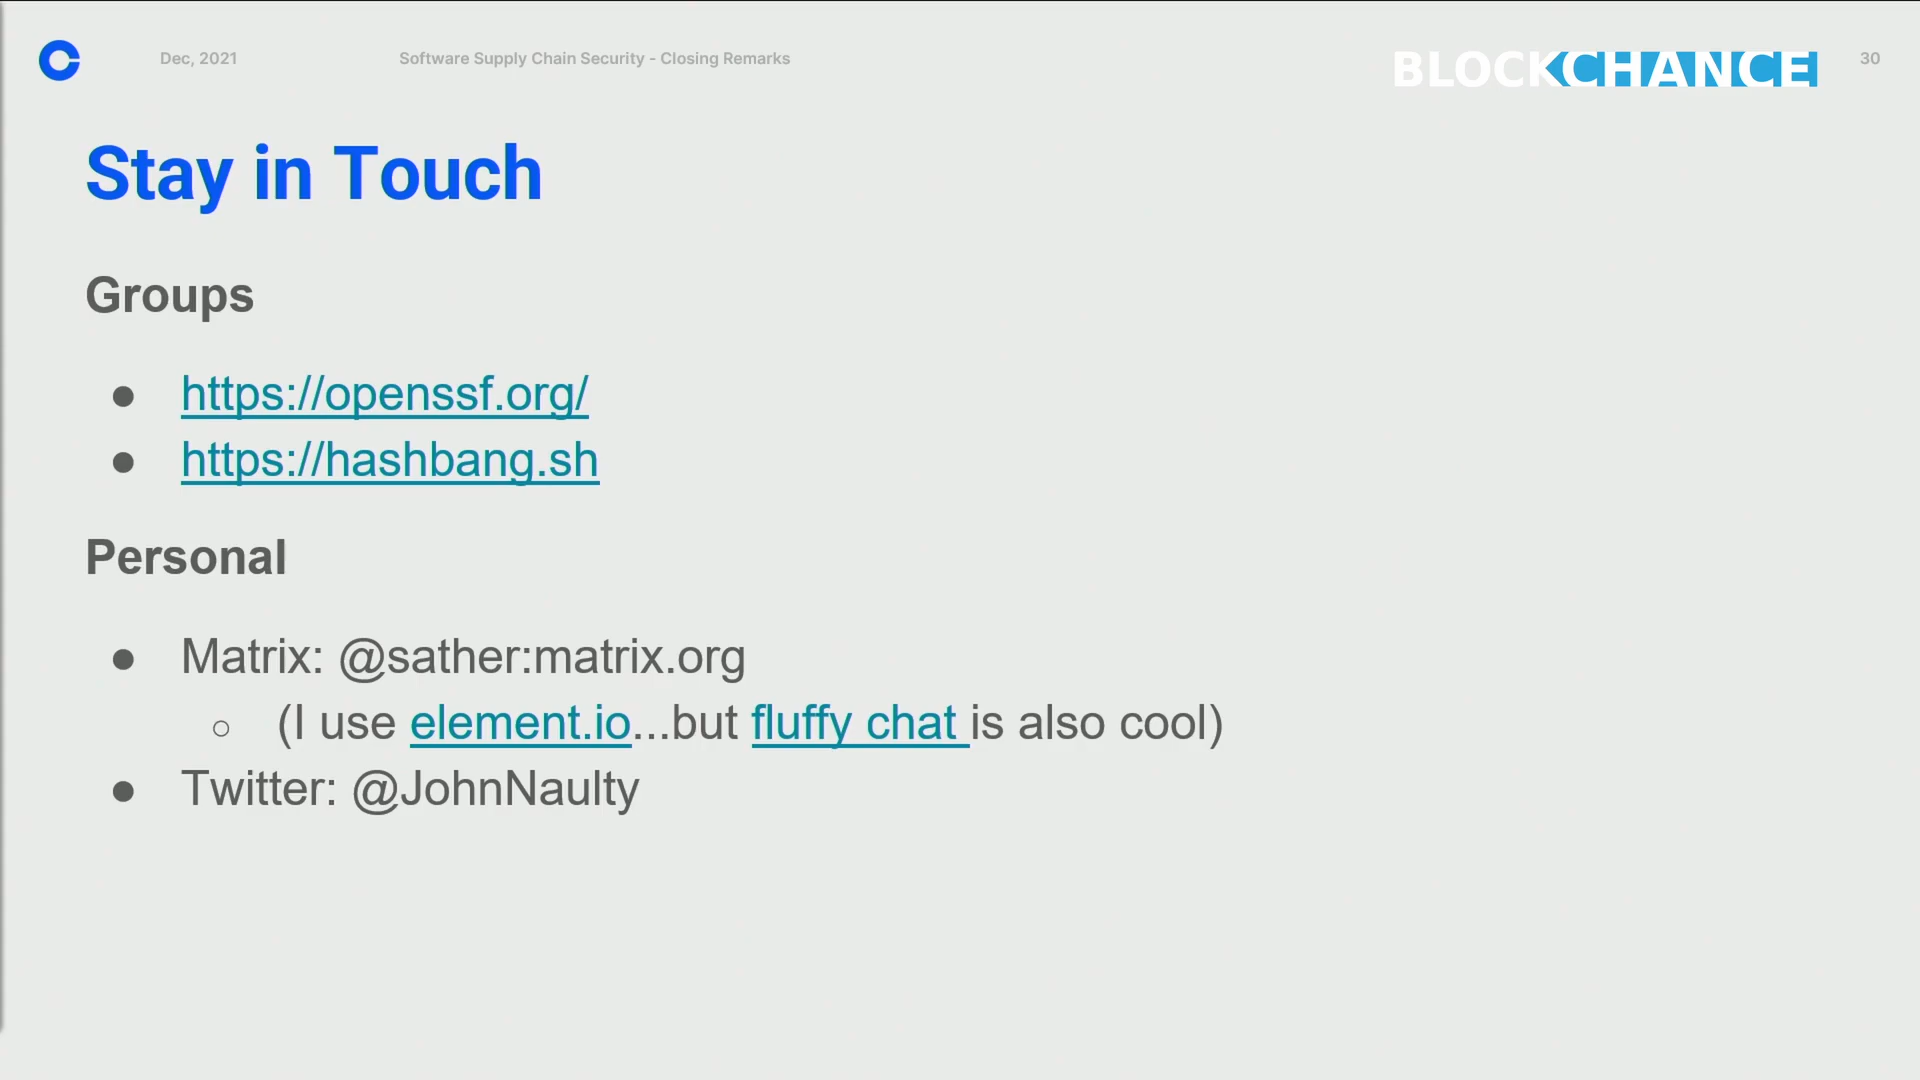 Dec, 2021
Software Supply Chain Security - Closing Remarks
BLOCKCHANCE
30
Stay in Touch
Groups
● https://openssf.org/
● https://hashbang.sh
Personal
● Matrix: @sather:matrix.org
○ (I use element.io...but fluffy chat is also cool)
● Twitter: @JohnNaulty